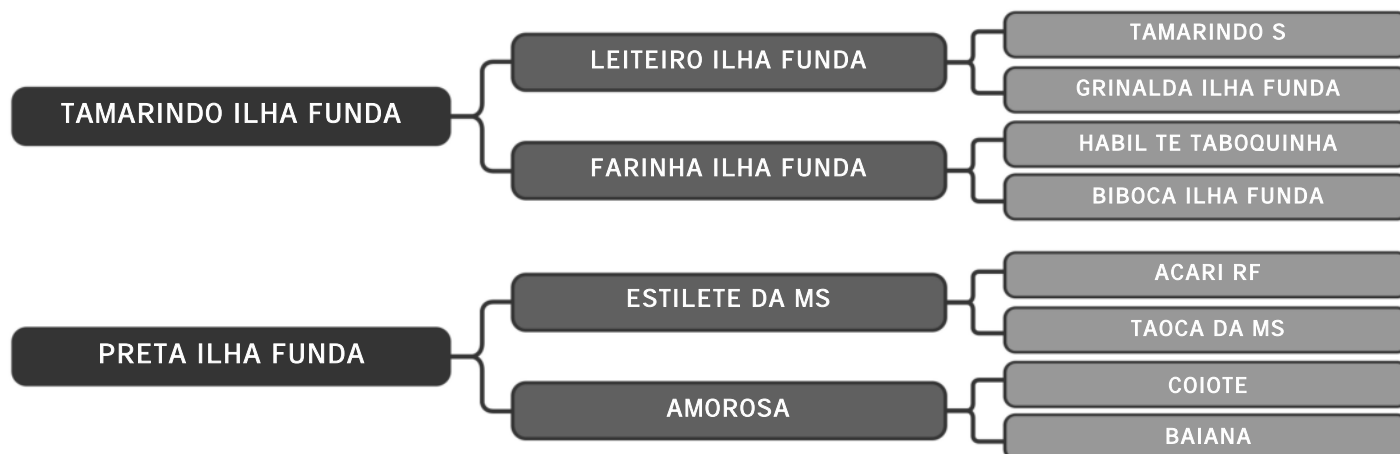 TAMARINDO ILHA FUNDA
LEITEIRO ILHA FUNDA
TAMARINDO S
GRINALDA ILHA FUNDA
FARINHA ILHA FUNDA
HABIL TE TABOQUINHA
BIBOCA ILHA FUNDA
PRETA ILHA FUNDA
ESTILETE DA MS
ACARI RF
TAOCA DA MS
AMOROSA
COIOTE
BAIANA